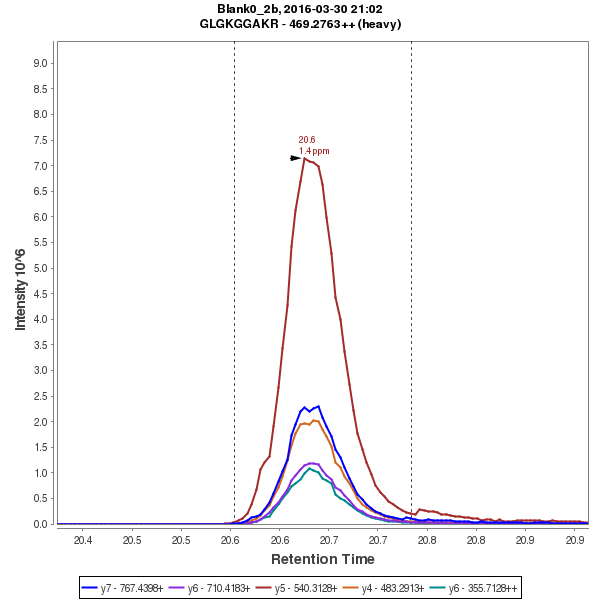 Blank0_2b, 2016-03-30 21:02
GLGKGGAKR - 469.2763++ (heavy)
Intensity 10^6
9.0
8.5
8.0
7.5
7.0
6.5
6.0
5.5
5.0
4.5
4.0
3.5
3.0
2.5
2.0
1.5
1.0
0.5
0.0
20.6
1.4 ppm
20.4 20.5 20.5 20.6 20.6 20.7 20.7 20.8 20.8 20.9 20.9
Retention Time
y7 - 767.4398+ y6 - 710.4183+ y5 - 540.3128+ y4 - 483.2913+ y6 - 355.7128++